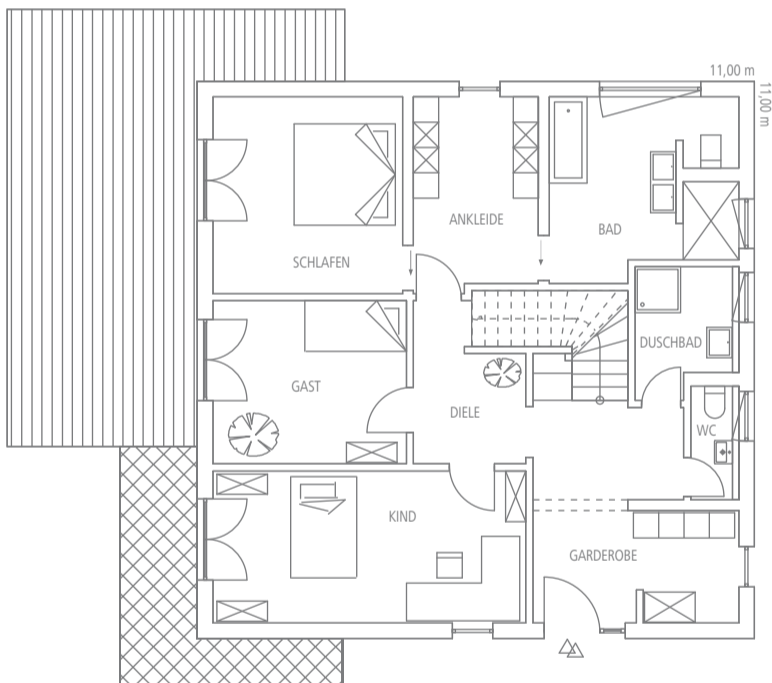 11,00 m
11,00 m
ANKLEIDE
BAD
SCHLAFEN
DUSCHBAD
GAST
DIELE
WC
KIND
GARDEROBE